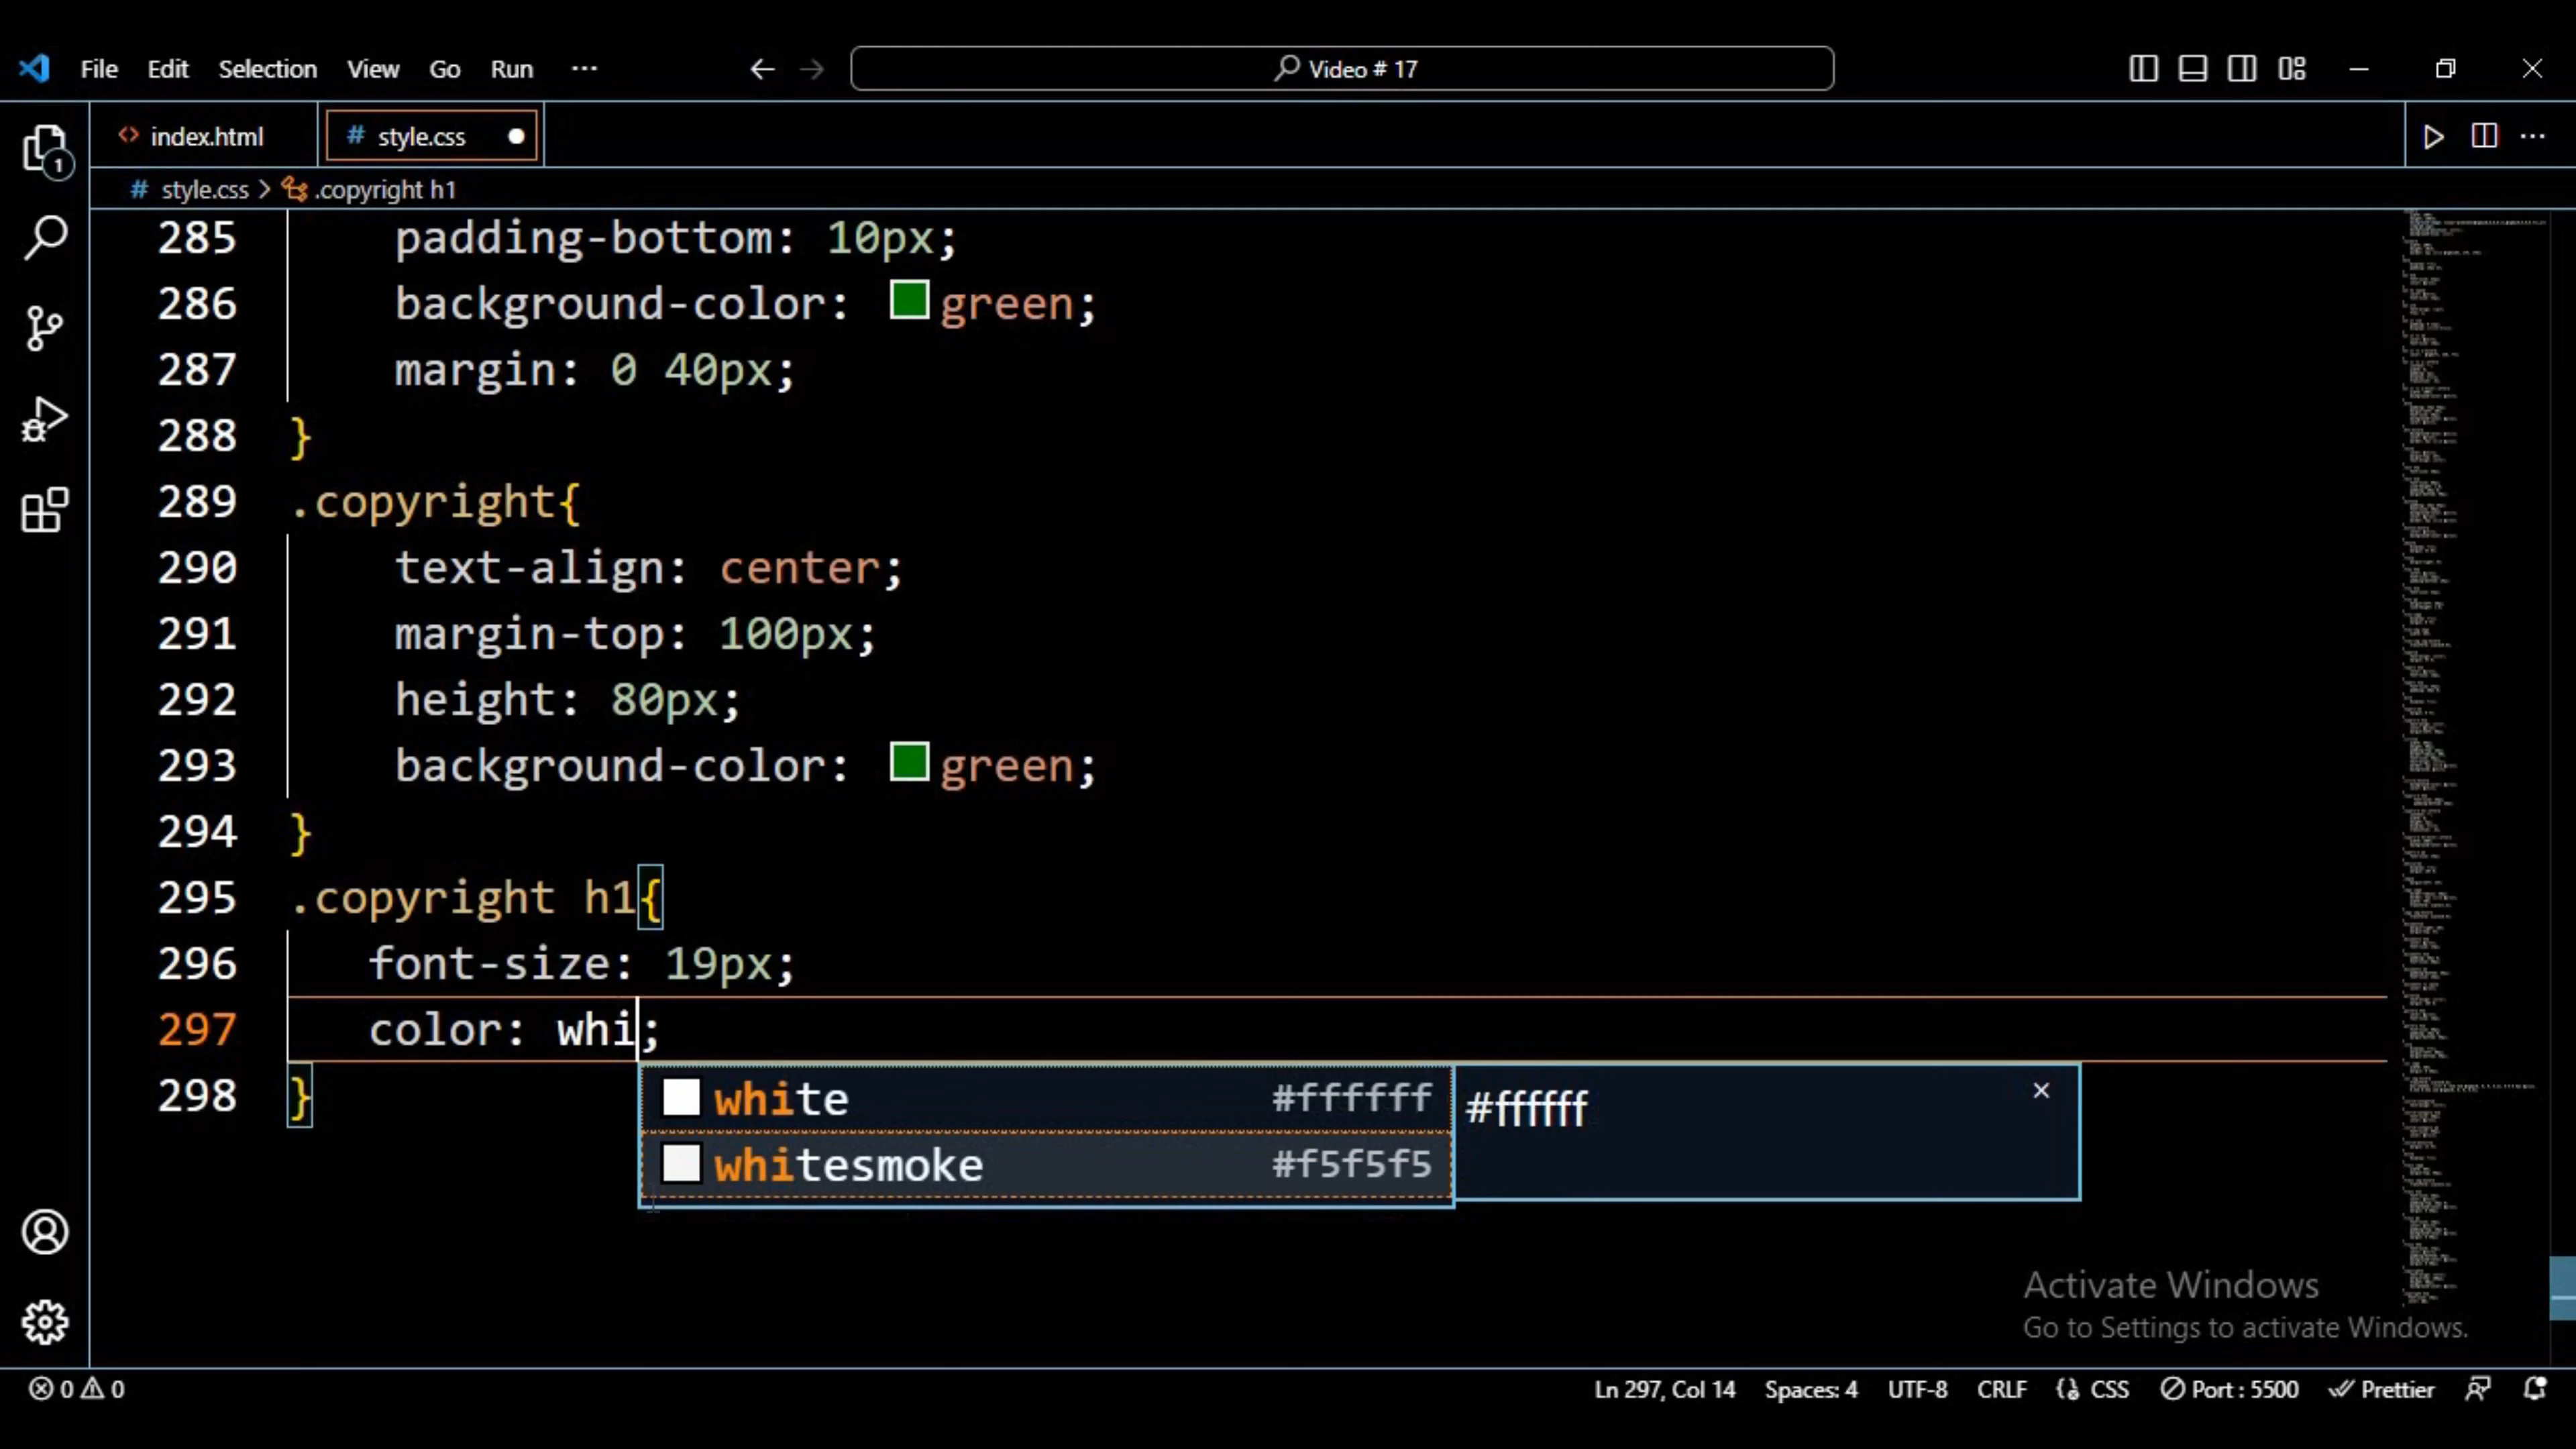 File Edit Selection View Go Run ··· Video # 17
index.html # style.css
# style.css > .copyright h1
285 padding-bottom: 10px;
286 background-color: green;
287 margin: 0 40px;
288 }
289 .copyright{
290 text-align: center;
291 margin-top: 100px;
292 height: 80px;
293 background-color: green;
294 }
295 .copyright h1{
296 font-size: 19px;
297 color: whi;
298 }
white #ffffff #ffffff
whitesmoke #f5f5f5
1
Activate Windows
Go to Settings to activate Windows.
0 0 Ln 297, Col 14 Spaces: 4 UTF-8 CRLF CSS Port : 5500 Prettier